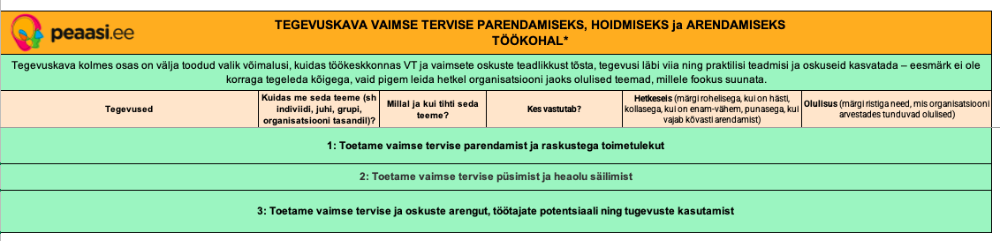 peaasi.ee
TEGEVUSKAVA VAIMSE TERVISE PARENDAMISEKS, HOIDMISEKS ja ARENDAMISEKS
TÖÖKOHAL*
Tegevuskava kolmes osas on välja toodud valik võimalusi, kuidas töökeskkonnas VT ja vaimsete oskuste teadlikkust tõsta, tegevusi läbi viia ning praktilisi teadmisi ja oskuseid kasvatada – eesmärk ei ole
korraga tegeleda kõigega, vaid pigem leida hetkel organisatsiooni jaoks olulised teemad, millele fookus suunata.
Tegevused
Kuidas me seda teeme (sh
indiviidi, juhi, grupi,
organisatsiooni tasandil)?
Millal ja kui tihti seda
teeme?
Kes vastutab?
Hetkeseis (märgi rohelisega, kui on hästi,
kollasega, kui on enam-vähem, punasega, kui
vajab kõvasti arendamist)
Olulisus (märgi ristiga need, mis organisatsiooni
arvestades tunduvad olulised)
1: Toetame vaimse tervise parendamist ja raskustega toimetulekut
2: Toetame vaimse tervise püsimist ja heaolu säilimist
3: Toetame vaimse tervise ja oskuste arengut, töötajate potentsiaali ning tugevuste kasutamist